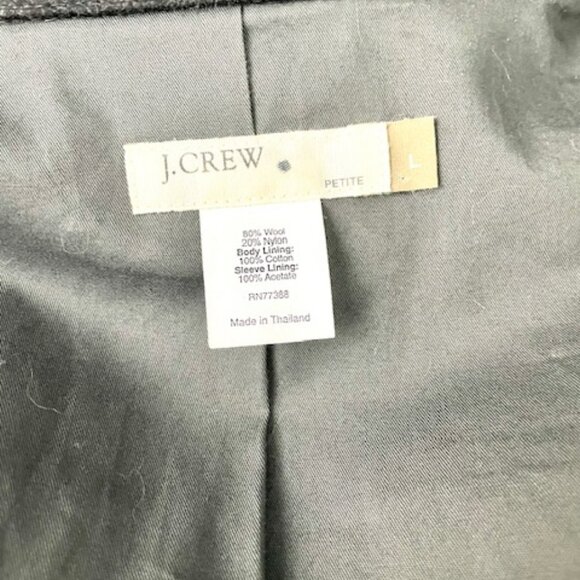 J.CREW
PETITE
L
80% Wool
20% Nylon
Body Lining:
100% Cotton
Sleeve Lining:
100% Acetate
RN77388
Made in Thailand